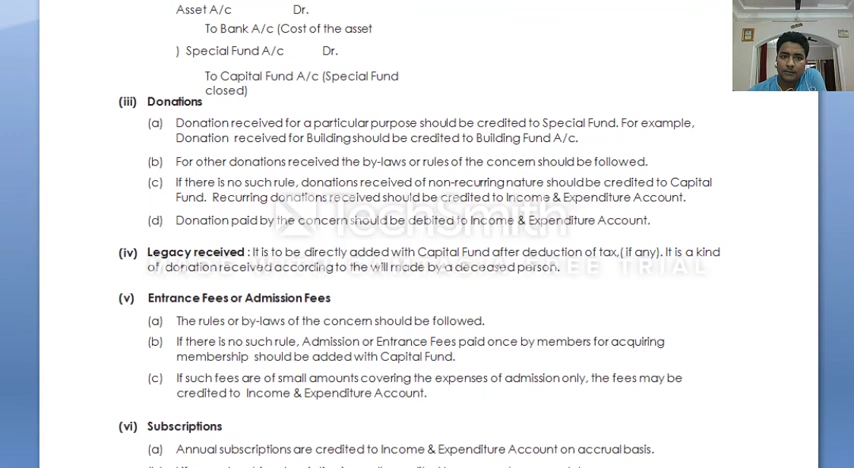 Asset A/c Dr.
To Bank A/c (Cost of the asset
) Special Fund A/c Dr.
To Capital Fund A/c (Special Fund
closed)
(iii) Donations
(a) Donation received for a particular purpose should be credited to Special Fund. For example,
Donation received for Building should be credited to Building Fund A/c.
(b) For other donations received the by-laws or rules of the concern should be followed.
(c) If there is no such rule, donations received of non-recurring nature should be credited to Capital
Fund. Recurring donations received should be credited to Income & Expenditure Account.
TechSmith
(d) Donation paid by the concern should be debited to Income & Expenditure Account.
(iv) Legacy received : It is to be directly added with Capital Fund after deduction of tax,( if any). It is a kind
of donation received according to the will made by a deceased person.
(v) Entrance Fees or Admission Fees
(a) The rules or by-laws of the concern should be followed.
(b) If there is no such rule, Admission or Entrance Fees paid once by members for acquiring
membership should be added with Capital Fund.
(c) If such fees are of small amounts covering the expenses of admission only, the fees may be
credited to Income & Expenditure Account.
(vi) Subscriptions
(a) Annual subscriptions are credited to Income & Expenditure Account on accrual basis.